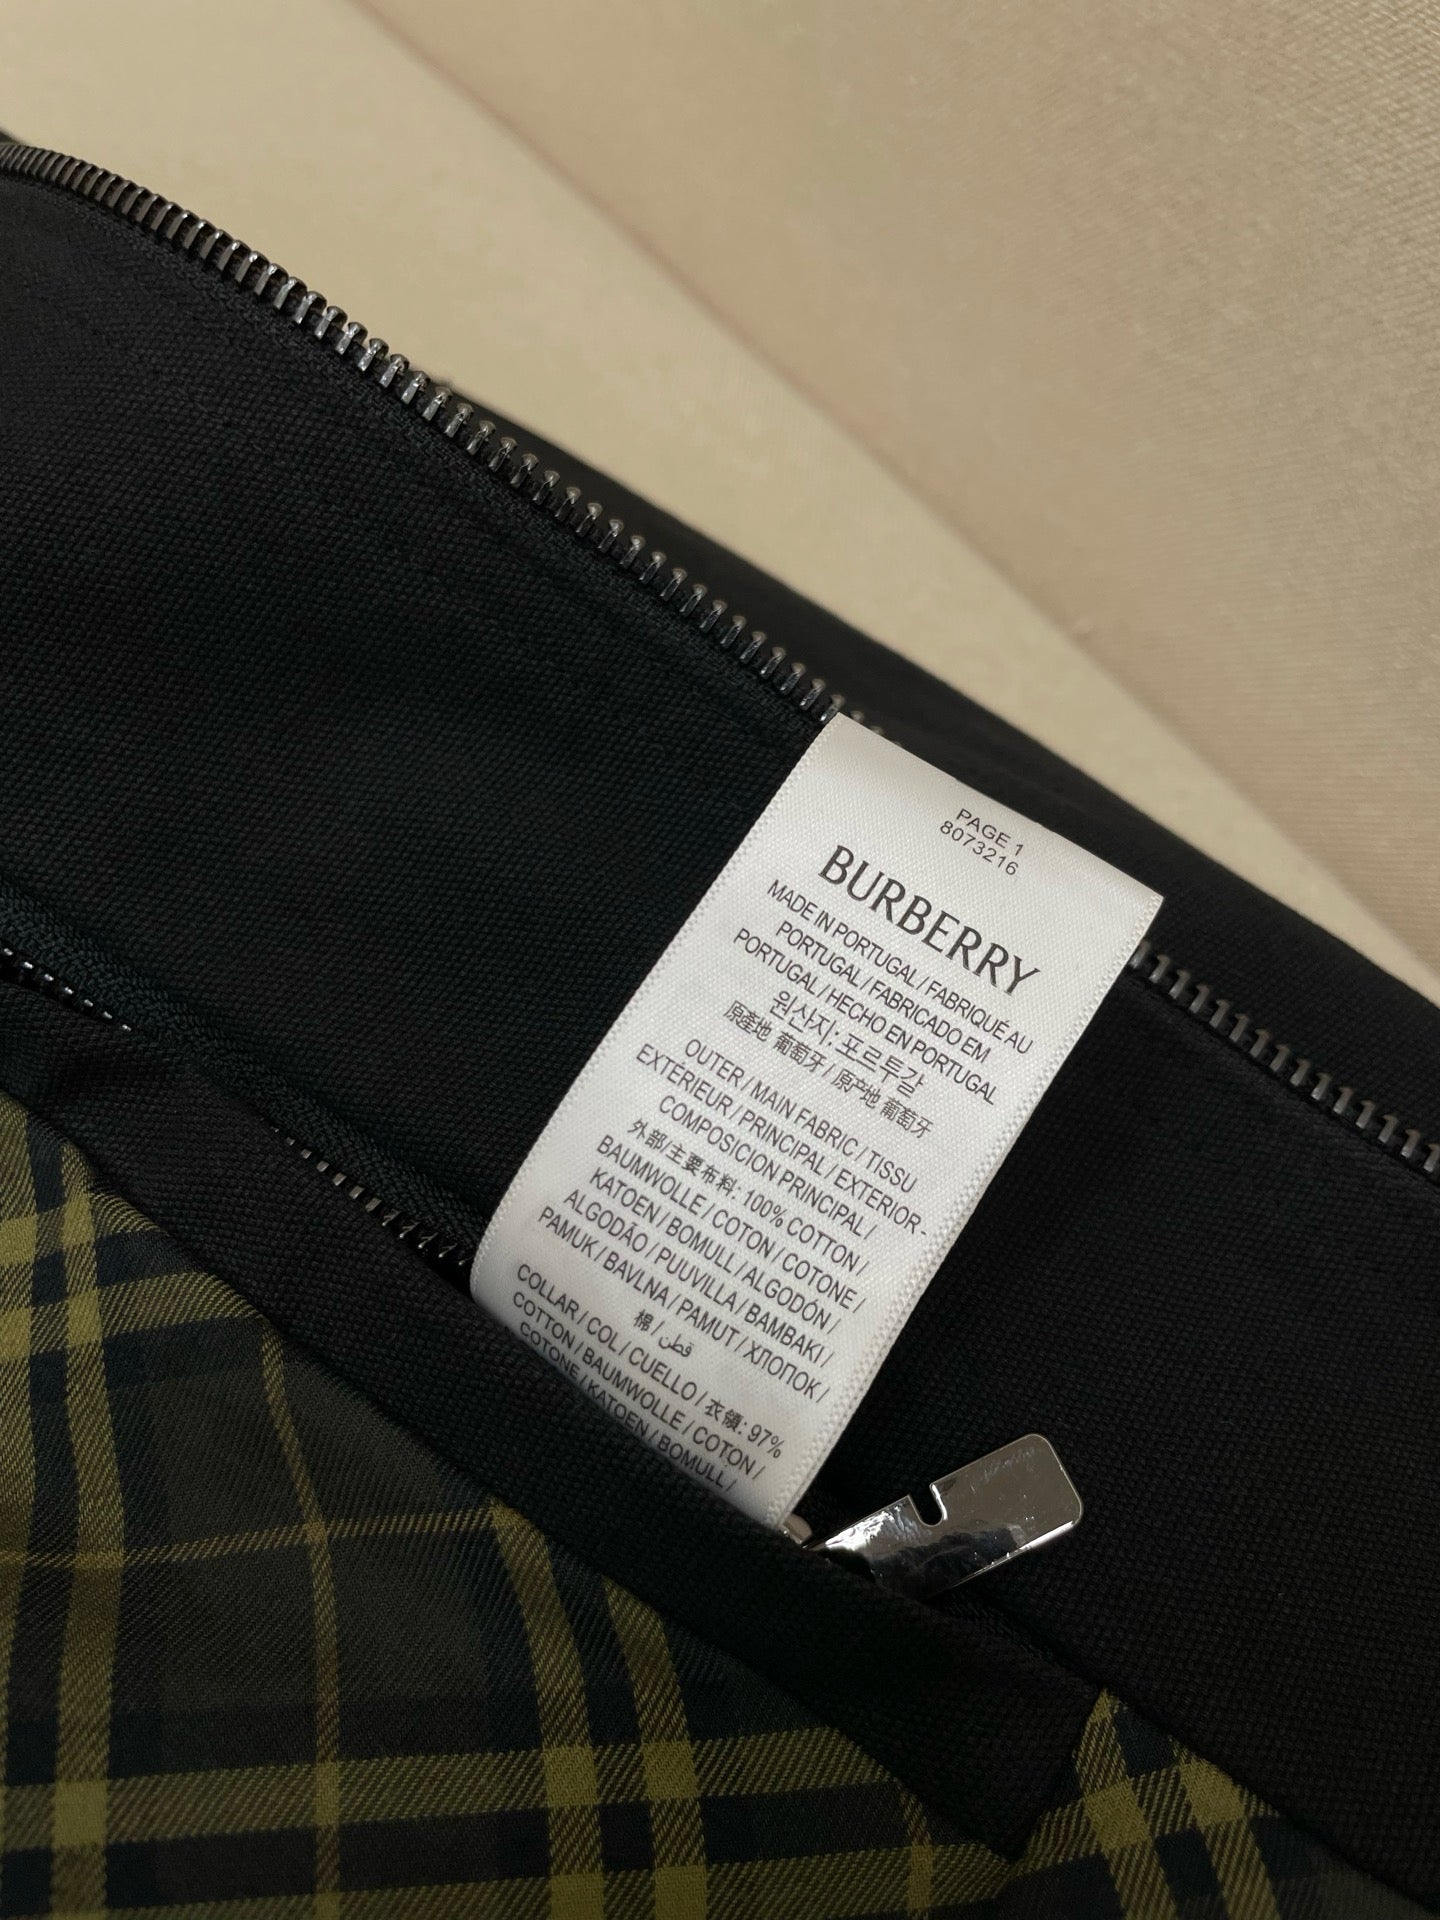 PAGE 1
8073216
BURBERRY
MADE IN PORTUGAL / FABRIQUÉ AU
PORTUGAL / FABRICADO EM
PORTUGAL / HECHO EN PORTUGAL
원산지: 포르투갈
原產地 葡萄牙 / 原产地 葡萄牙
OUTER / MAIN FABRIC / TISSU
EXTÉRIEUR / PRINCIPAL / EXTERIOR-
COMPOSICION PRINCIPAL /
外部/主要布料: 100% COTTON /
BAUMWOLLE / COTON / COTONE /
KATOEN / BOMULL / ALGODÓN /
ALGODÃO / PUUVILLA / BAMBAKI /
PAMUK / BAVLNA / PAMUT / ХЛОПОК /
棉 / قطن
COLLAR / COL / CUELLO / 衣領: 97%
COTTON / BAUMWOLLE / COTON /
COTONE / KATOEN / BOMULL /